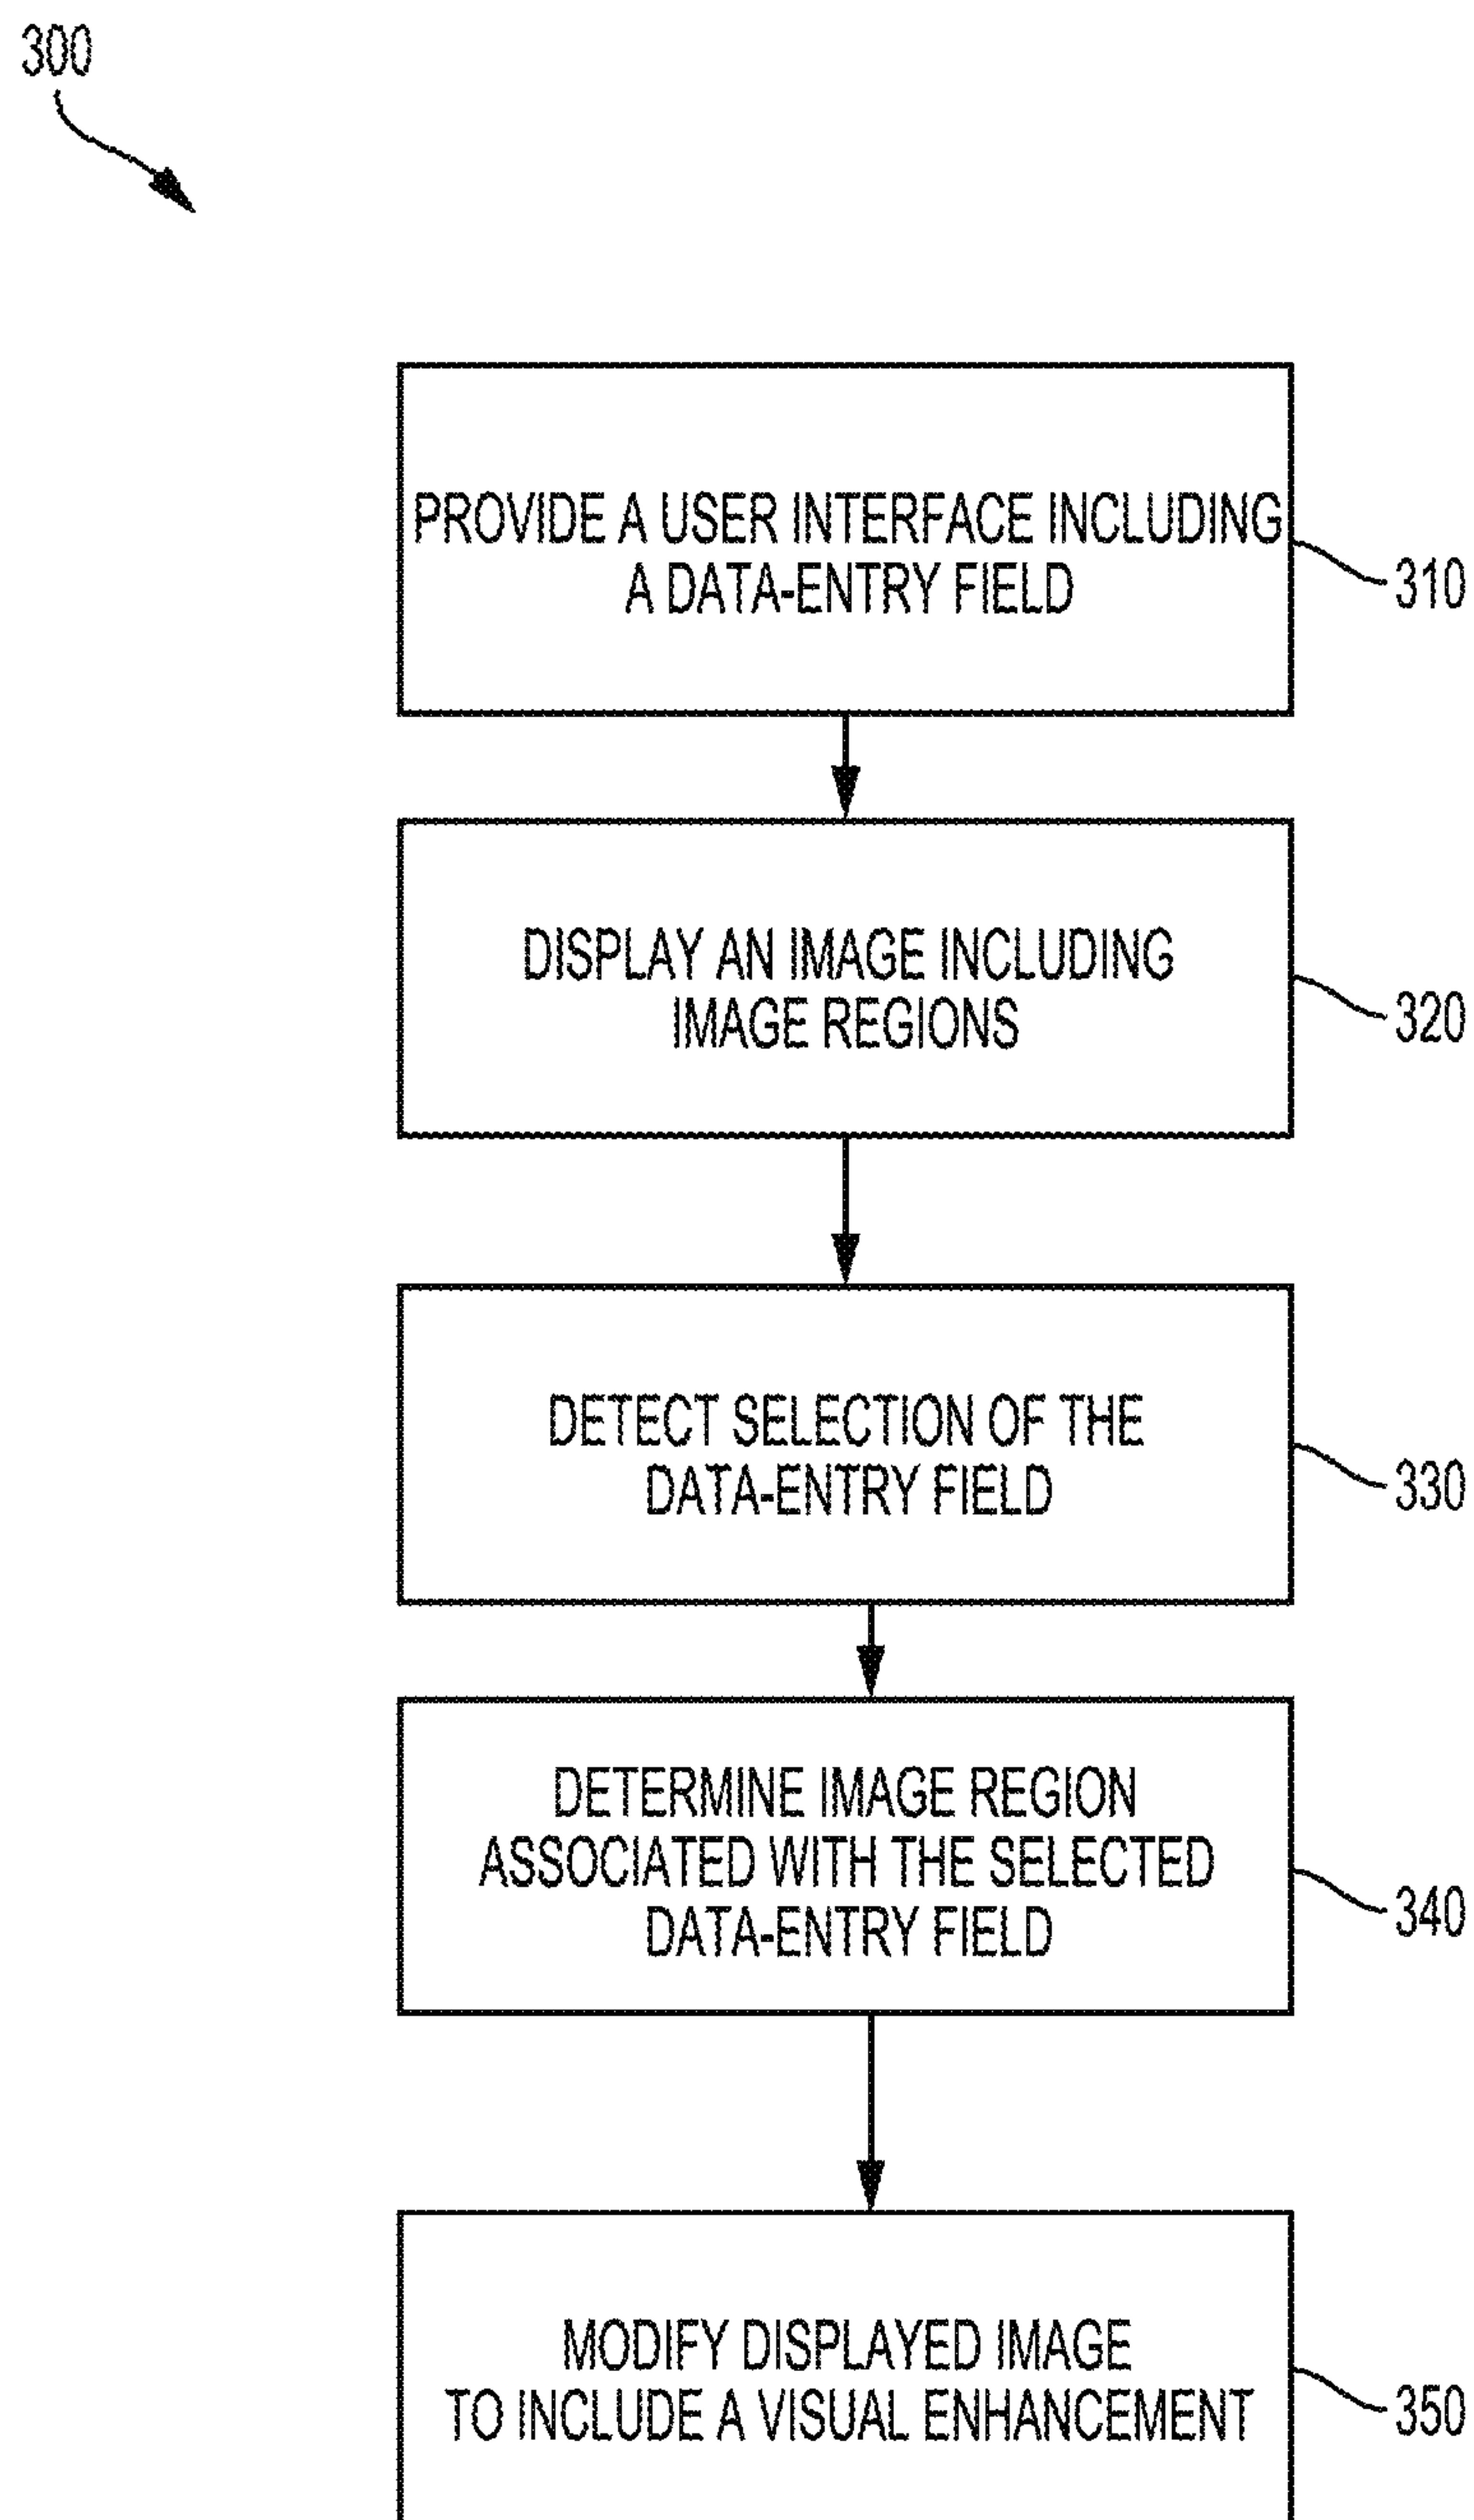 300
PROVIDE A USER INTERFACE INCLUDING
A DATA-ENTRY FIELD
310
DISPLAY AN IMAGE INCLUDING
IMAGE REGIONS
320
DETECT SELECTION OF THE
DATA-ENTRY FIELD
330
DETERMINE IMAGE REGION
ASSOCIATED WITH THE SELECTED
DATA-ENTRY FIELD
340
MODIFY DISPLAYED IMAGE
TO INCLUDE A VISUAL ENHANCEMENT
350